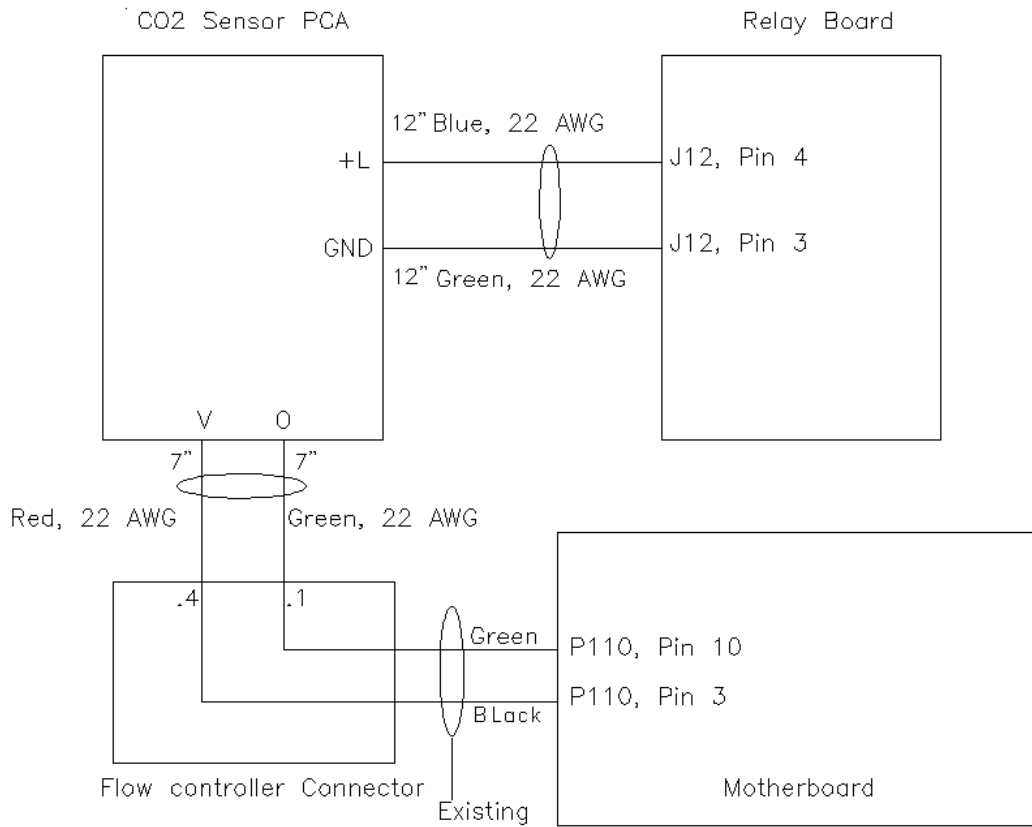 CO2 Sensor PCA
Relay Board
12" Blue, 22 AWG
+L
J12, Pin 4
GND
J12, Pin 3
12" Green, 22 AWG
V
O
7"
7"
Red, 22 AWG
Green, 22 AWG
.4
.1
Green
P110, Pin 10
P110, Pin 3
BLack
Flow controller Connector
Existing
Motherboard